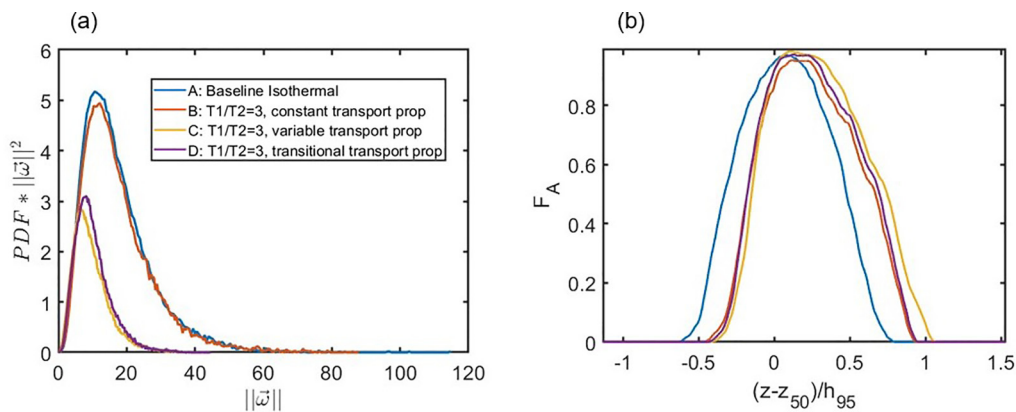 (a)
6
5
4
3
2
1
0
PDF * ||ω⃗||²
A: Baseline Isothermal
B: T1/T2=3, constant transport prop
C: T1/T2=3, variable transport prop
D: T1/T2=3, transitional transport prop
0 20 40 60 80 100 120
||ω⃗||
(b)
0.8
0.6
0.4
0.2
0
F_A
-1 -0.5 0 0.5 1 1.5
(z-z_50)/h_95